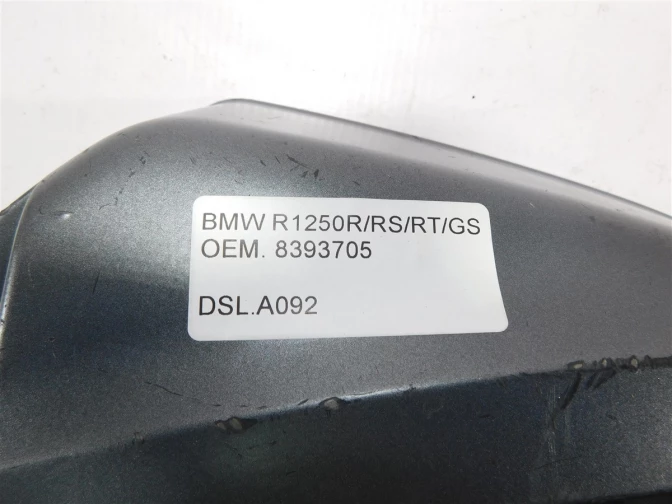 BMW R1250R/RS/RT/GS
OEM. 8393705
DSL.A092